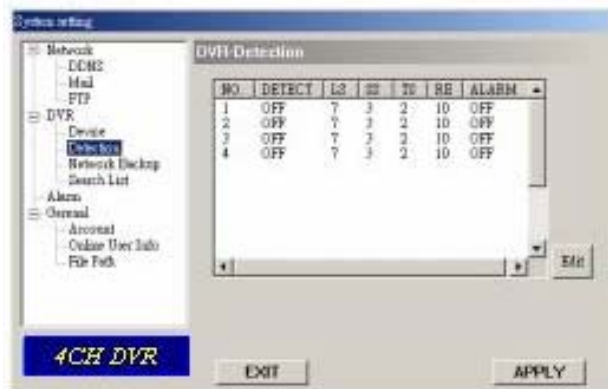 System setting
Network
DDNS
Mail
FTP
DVR
Device
Detection
Network Backup
Search List
Alarm
General
Account
Online User Info
File Path
4CH DVR
DVR-Detection
NO. DETECT LS SS TS RE ALARM
1 OFF 7 3 2 10 OFF
2 OFF 7 3 2 10 OFF
3 OFF 7 3 2 10 OFF
4 OFF 7 3 2 10 OFF
Edit
EXIT
APPLY